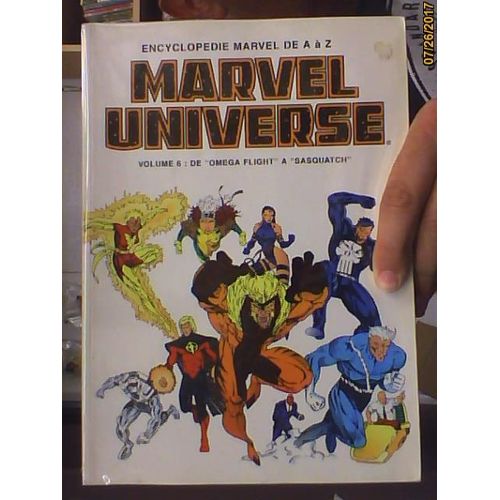 07/26/2017
ENCYCLOPEDIE MARVEL DE A à Z
MARVEL
UNIVERSE
VOLUME 6 : DE "OMEGA FLIGHT" A "SASQUATCH"